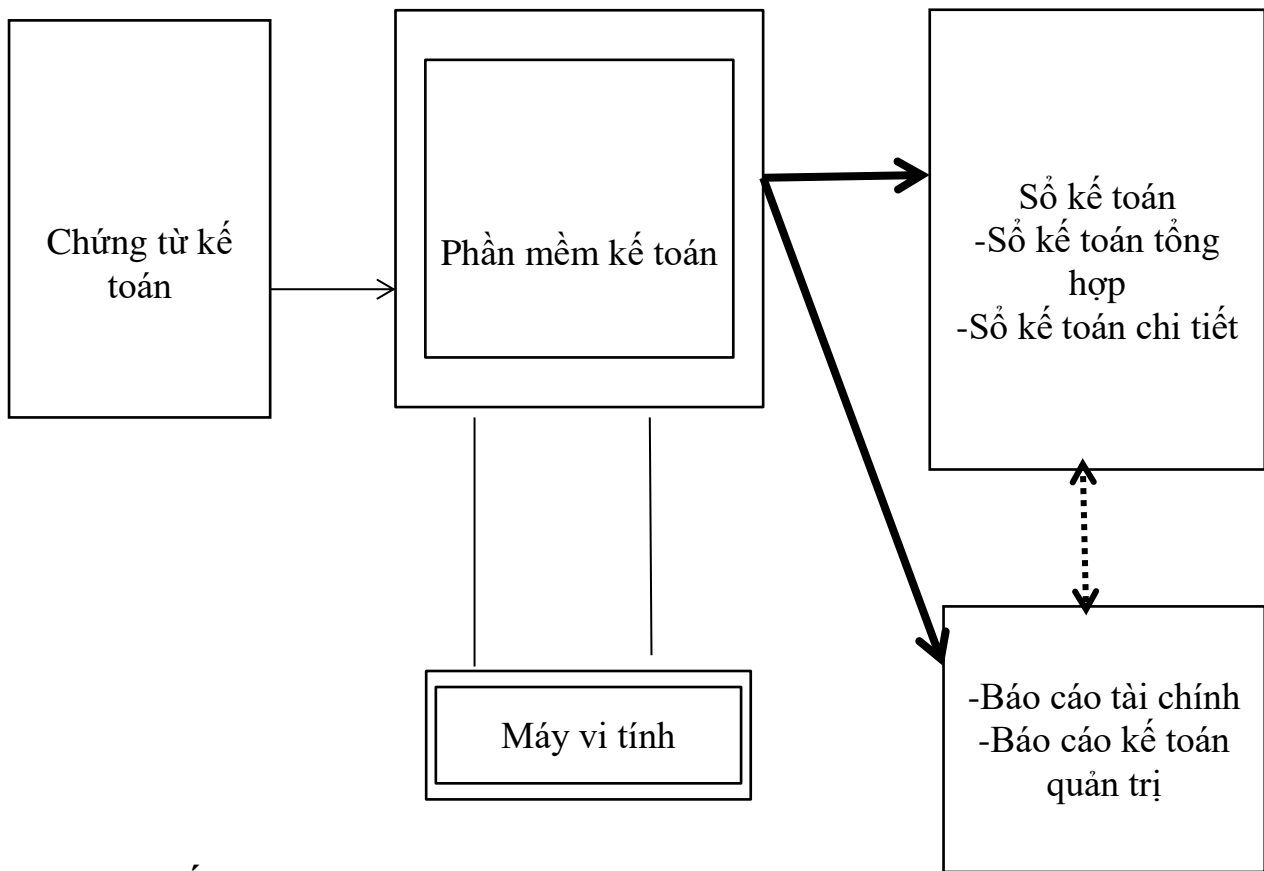 Chứng từ kế
toán
Phần mềm kế toán
Sổ kế toán
-Sổ kế toán tổng
hợp
-Sổ kế toán chi tiết
Máy vi tính
-Báo cáo tài chính
-Báo cáo kế toán
quản trị